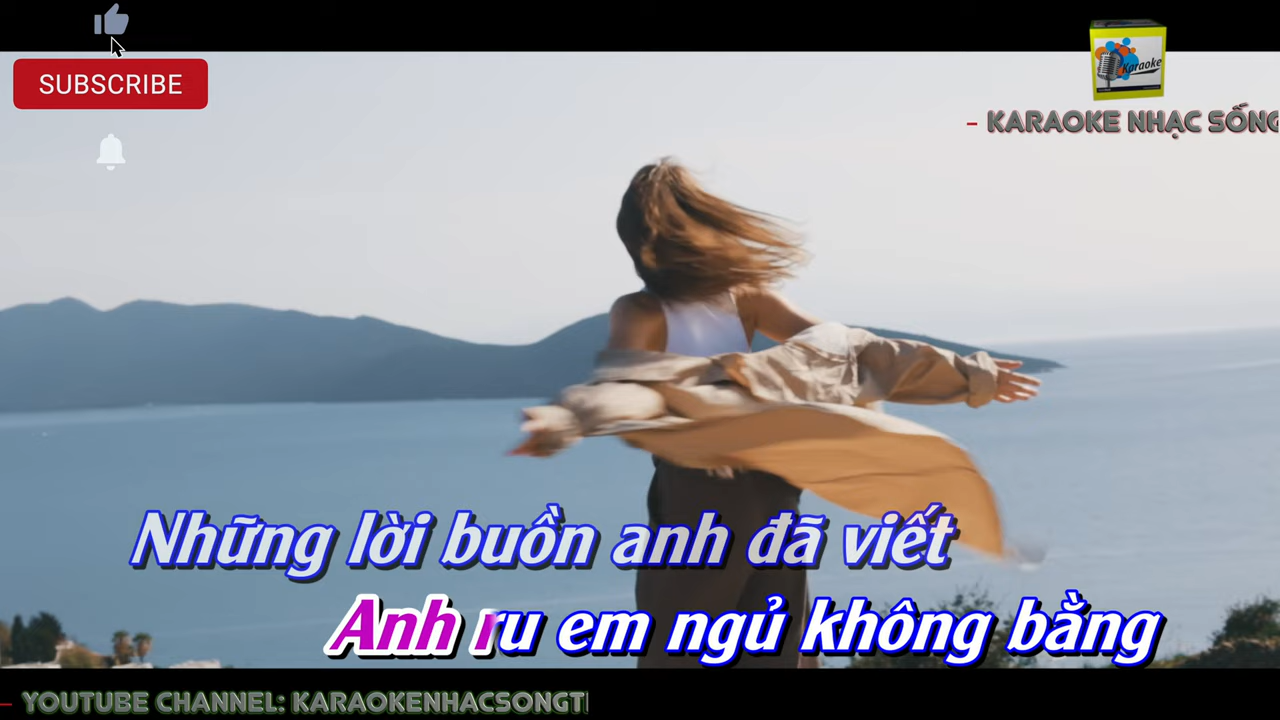 SUBSCRIBE
Karaoke
- KARAOKE NHẠC SỐNG
Những lời buồn anh đã viết
Anh ru em ngủ không bằng
- YOUTUBE CHANNEL: KARAOKENHACSONGT